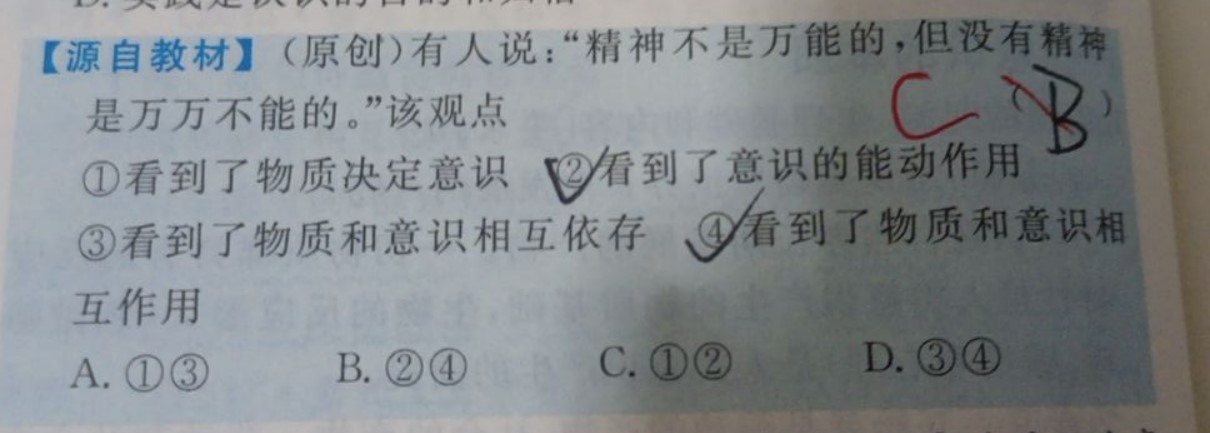 【源自教材】(原创)有人说:“精神不是万能的,但没有精神
是万万不能的。”该观点 C (B)
①看到了物质决定意识 ②看到了意识的能动作用
③看到了物质和意识相互依存 ④看到了物质和意识相
互作用
A. ①③ B. ②④ C. ①② D. ③④